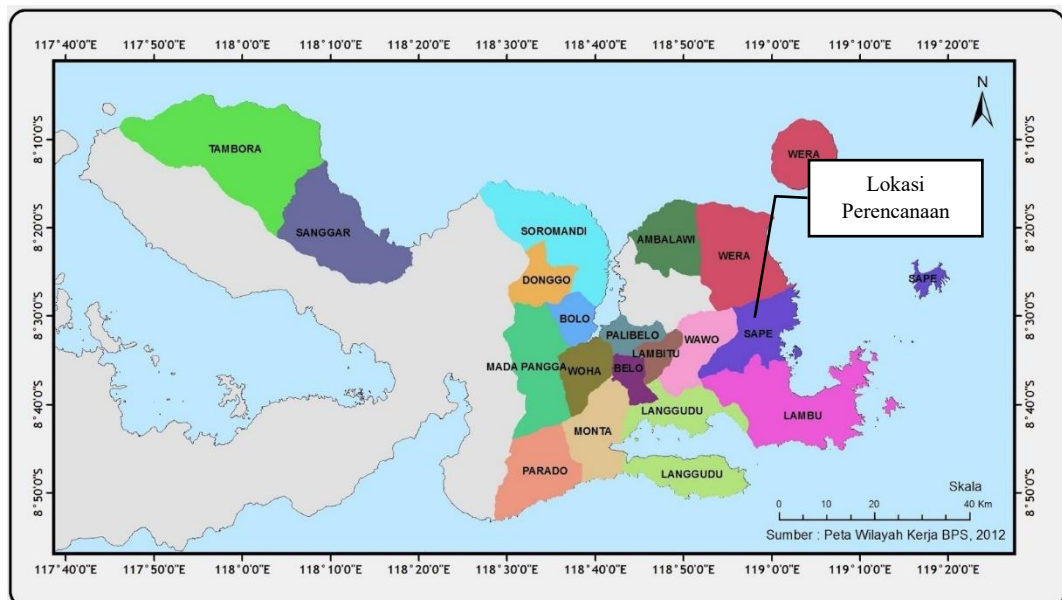 117°40'0"E 117°50'0"E 118°0'0"E 118°10'0"E 118°30'0"E 118°40'0"E 118°50'0"E 119°0'0"E 119°10'0"E 119°20'0"E
N
8°10'0"S
8°10'0"S
TAMBORA
WERA
Lokasi
Perencanaan
8°20'0"S
8°20'0"S
SANGGAR
SOROMANDI
AMBALAWI
WERA
DONGGO
SAPE
8°30'0"S
8°30'0"S
BOLO
PALIBELO
WAWO
SAPE
LAMBITU
MADA PANGGA
WOHA
BELO
8°40'0"S
8°40'0"S
LANGGUDU
LAMBU
MONTA
PARADO
LANGGUDU
8°50'0"S
8°50'0"S
Skala
0 10 20 40 Km
Sumber : Peta Wilayah Kerja BPS, 2012
117°40'0"E 117°50'0"E 118°0'0"E 118°10'0"E 118°30'0"E 118°40'0"E 118°50'0"E 119°0'0"E 119°10'0"E 119°20'0"E